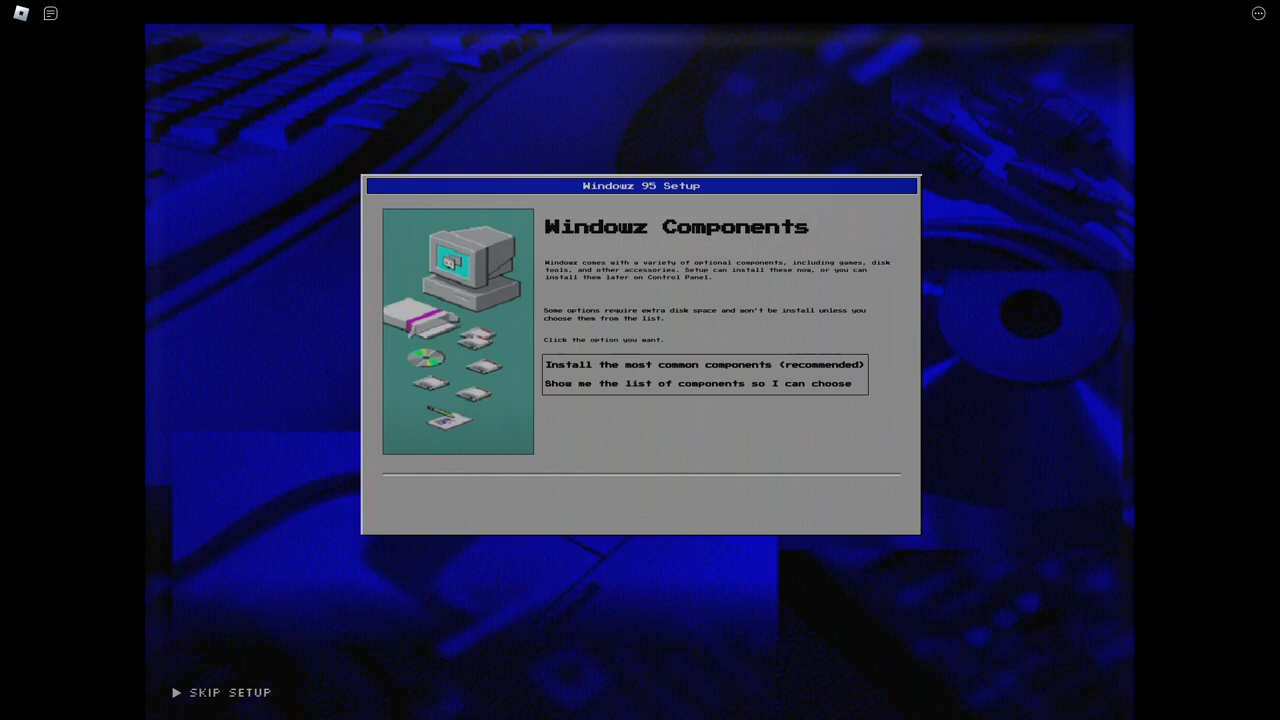 Windowz 95 Setup
Windowz Components
Windowz comes with a variety of optional components, including games, disk
tools, and other accessories. Setup can install these now, or you can
install them later on Control Panel.
Some options require extra disk space and won't be install unless you
choose them from the list.
Click the option you want.
Install the most common components (recommended)
Show me the list of components so I can choose
SKIP SETUP